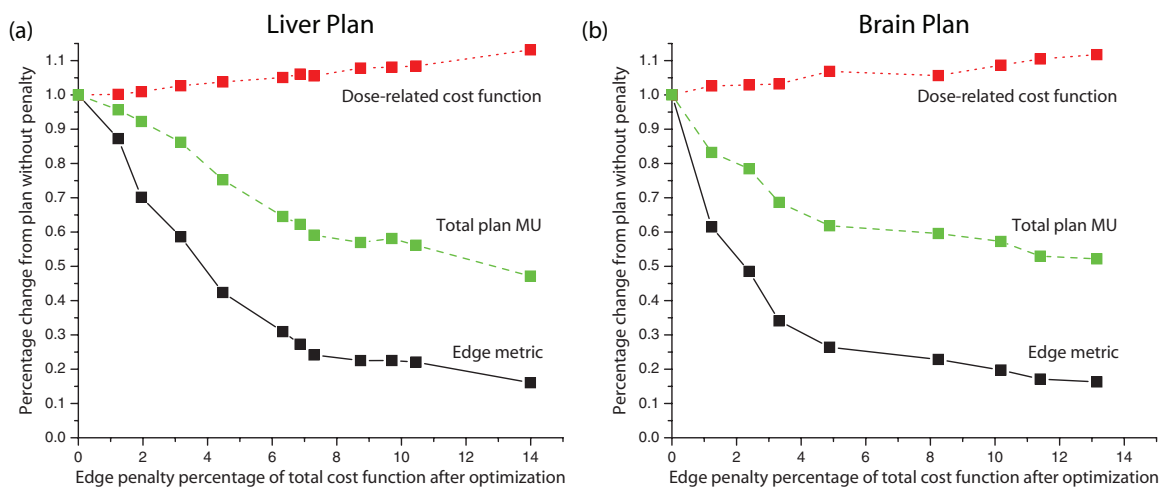 (a)
Liver Plan
Percentage change from plan without penalty
1.1
1.0
0.9
0.8
0.7
0.6
0.5
0.4
0.3
0.2
0.1
0.0
Dose-related cost function
Total plan MU
Edge metric
0 2 4 6 8 10 12 14
Edge penalty percentage of total cost function after optimization
(b)
Brain Plan
Percentage change from plan without penalty
1.1
1.0
0.9
0.8
0.7
0.6
0.5
0.4
0.3
0.2
0.1
0.0
Dose-related cost function
Total plan MU
Edge metric
0 2 4 6 8 10 12 14
Edge penalty percentage of total cost function after optimization